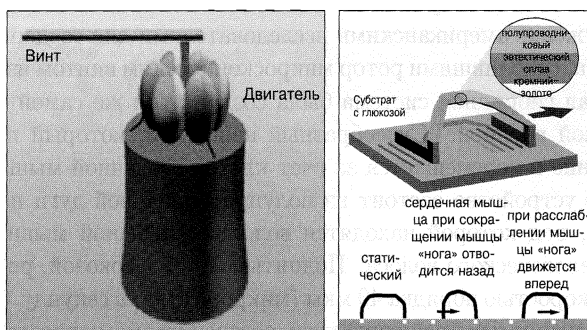 Винт
Двигатель
полупроводни-
ковый
эвтектический
сплав
кремний-
золоте
Субстрат
с глюкозой
стати-
ческий
сердечная мыш-
ца при сокра-
щении мышцы
«нога» отво-
дится назад
при расслаб-
лении мыш-
цы «нога»
движется
вперед